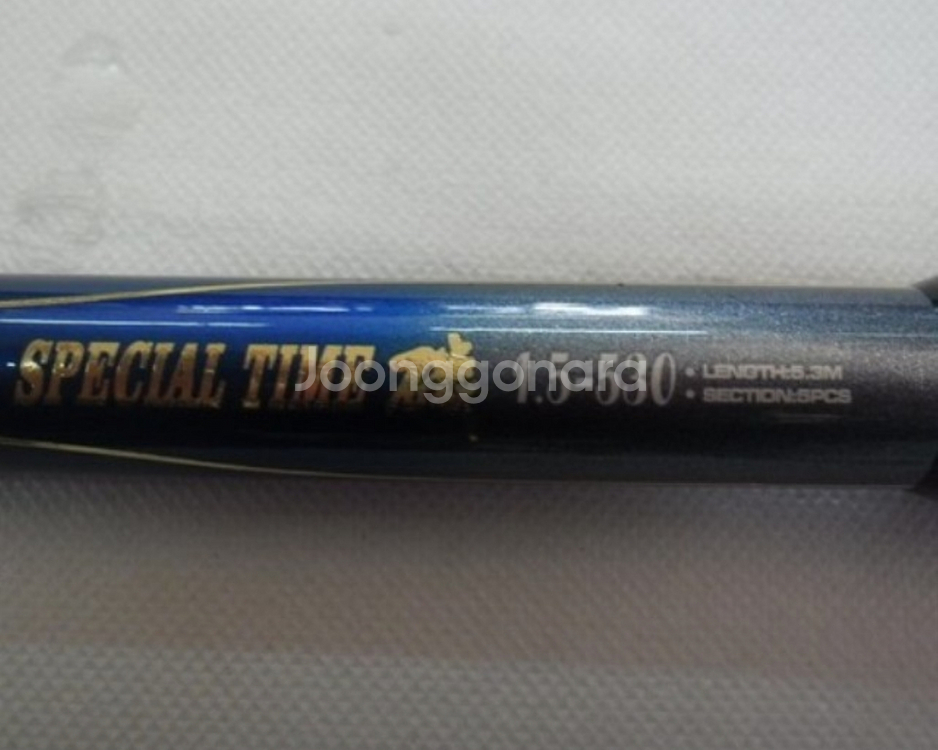 SPECIAL TIME 1.5-530
• LENGTH:5.3M
• SECTION:5PCS
Joonggonara